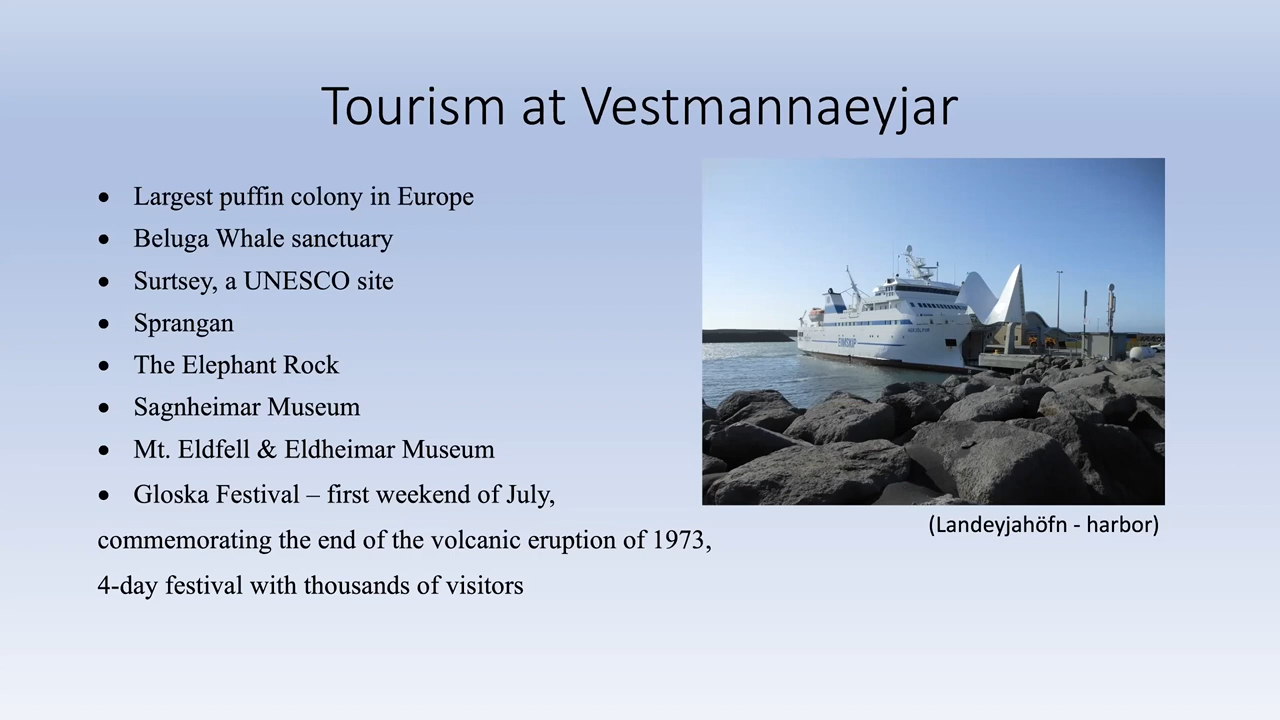 Tourism at Vestmannaeyjar
• Largest puffin colony in Europe
• Beluga Whale sanctuary
• Surtsey, a UNESCO site
• Sprangan
• The Elephant Rock
• Sagnheimar Museum
• Mt. Eldfell & Eldheimar Museum
• Gloska Festival – first weekend of July,
commemorating the end of the volcanic eruption of 1973,
4-day festival with thousands of visitors
EIMSKIP
(Landeyjahöfn - harbor)